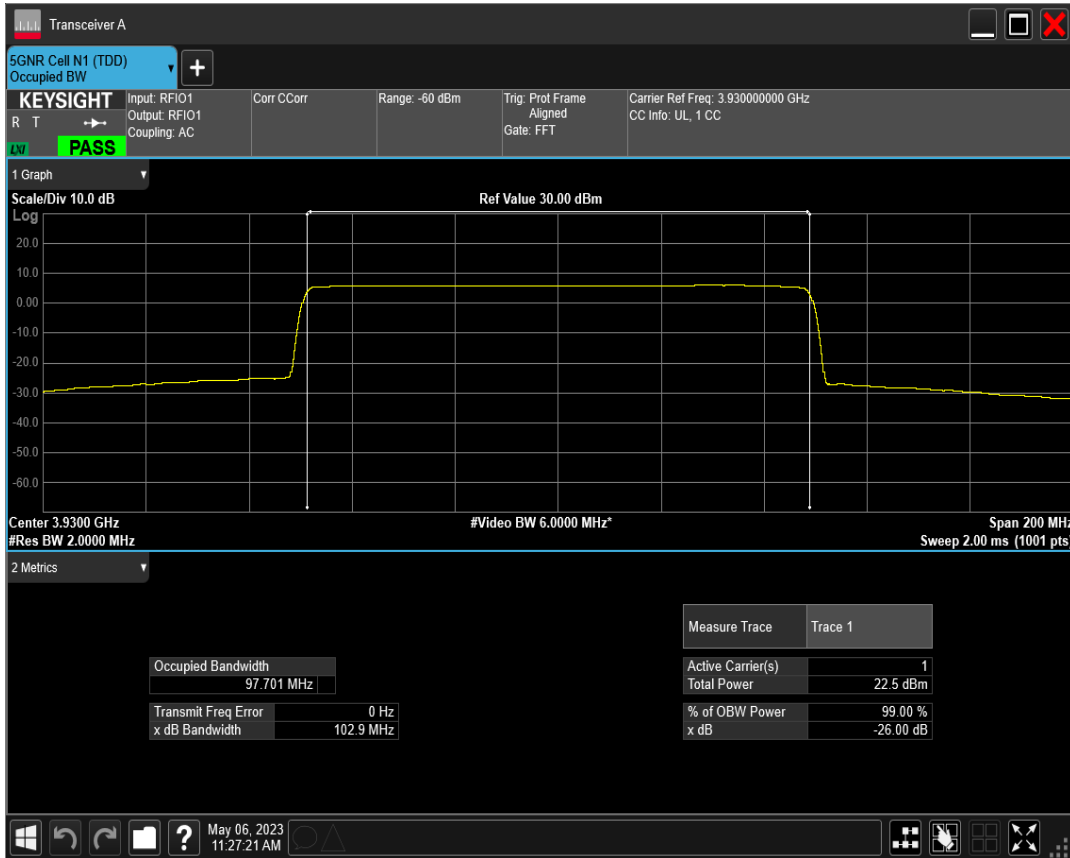 Transceiver A
5GNR Cell N1 (TDD)
Occupied BW
+
KEYSIGHT
R T
LXI
PASS
Input: RFIO1
Output: RFIO1
Coupling: AC
Corr CCorr
Range: -60 dBm
Trig: Prot Frame
Aligned
Gate: FFT
Carrier Ref Freq: 3.930000000 GHz
CC Info: UL, 1 CC
1 Graph
Scale/Div 10.0 dB
Ref Value 30.00 dBm
Log
20.0
10.0
0.00
-10.0
-20.0
-30.0
-40.0
-50.0
-60.0
Center 3.9300 GHz
#Video BW 6.0000 MHz*
Span 200 MHz
#Res BW 2.0000 MHz
Sweep 2.00 ms (1001 pts)
2 Metrics
Measure Trace Trace 1
Occupied Bandwidth
97.701 MHz
Active Carrier(s) 1
Total Power 22.5 dBm
Transmit Freq Error 0 Hz
x dB Bandwidth 102.9 MHz
% of OBW Power 99.00 %
x dB -26.00 dB
?
May 06, 2023
11:27:21 AM